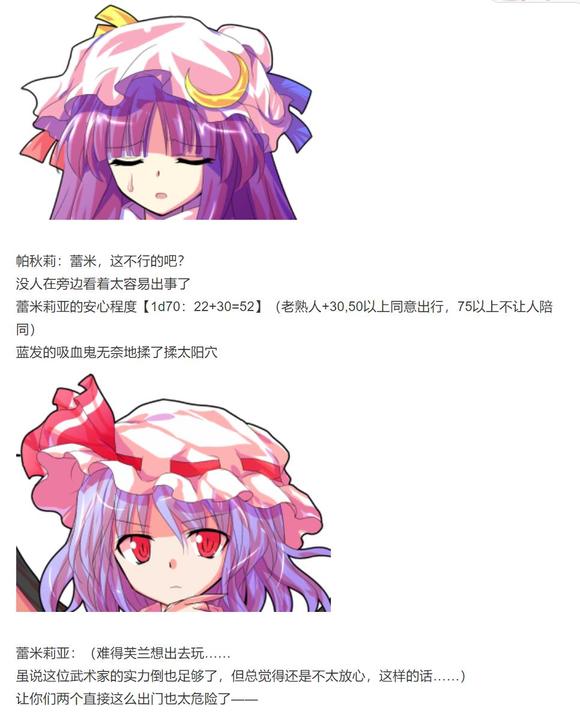 帕秋莉：蕾米，这不行的吧？
没人在旁边看着太容易出事了
蕾米莉亚的安心程度【1d70：22+30=52】（老熟人+30,50以上同意出行，75以上不让人陪
同）
蓝发的吸血鬼无奈地揉了揉太阳穴
蕾米莉亚：（难得芙兰想出去玩……
虽说这位武术家的实力倒也足够了，但总觉得还是不太放心，这样的话……）
让你们两个直接这么出门也太危险了——